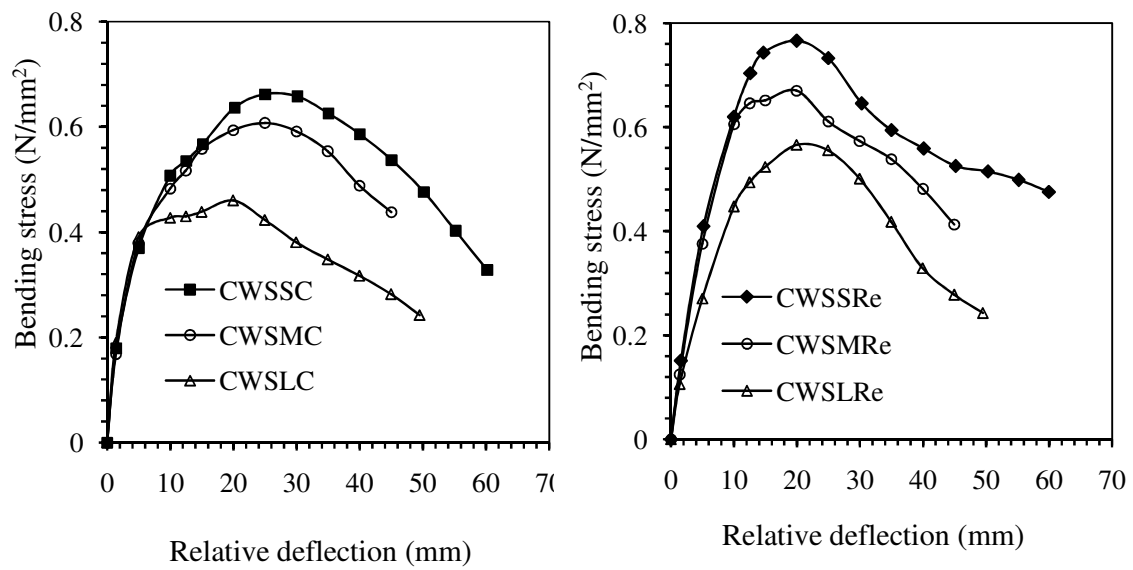 Bending stress (N/mm²)
0.8
0.6
0.4
0.2
0
CWSSC
CWSMC
CWSLC
0 10 20 30 40 50 60 70
Relative deflection (mm)
Bending stress (N/mm²)
0.8
0.6
0.4
0.2
0
CWSSRe
CWSMRe
CWSLRe
0 10 20 30 40 50 60 70
Relative deflection (mm)